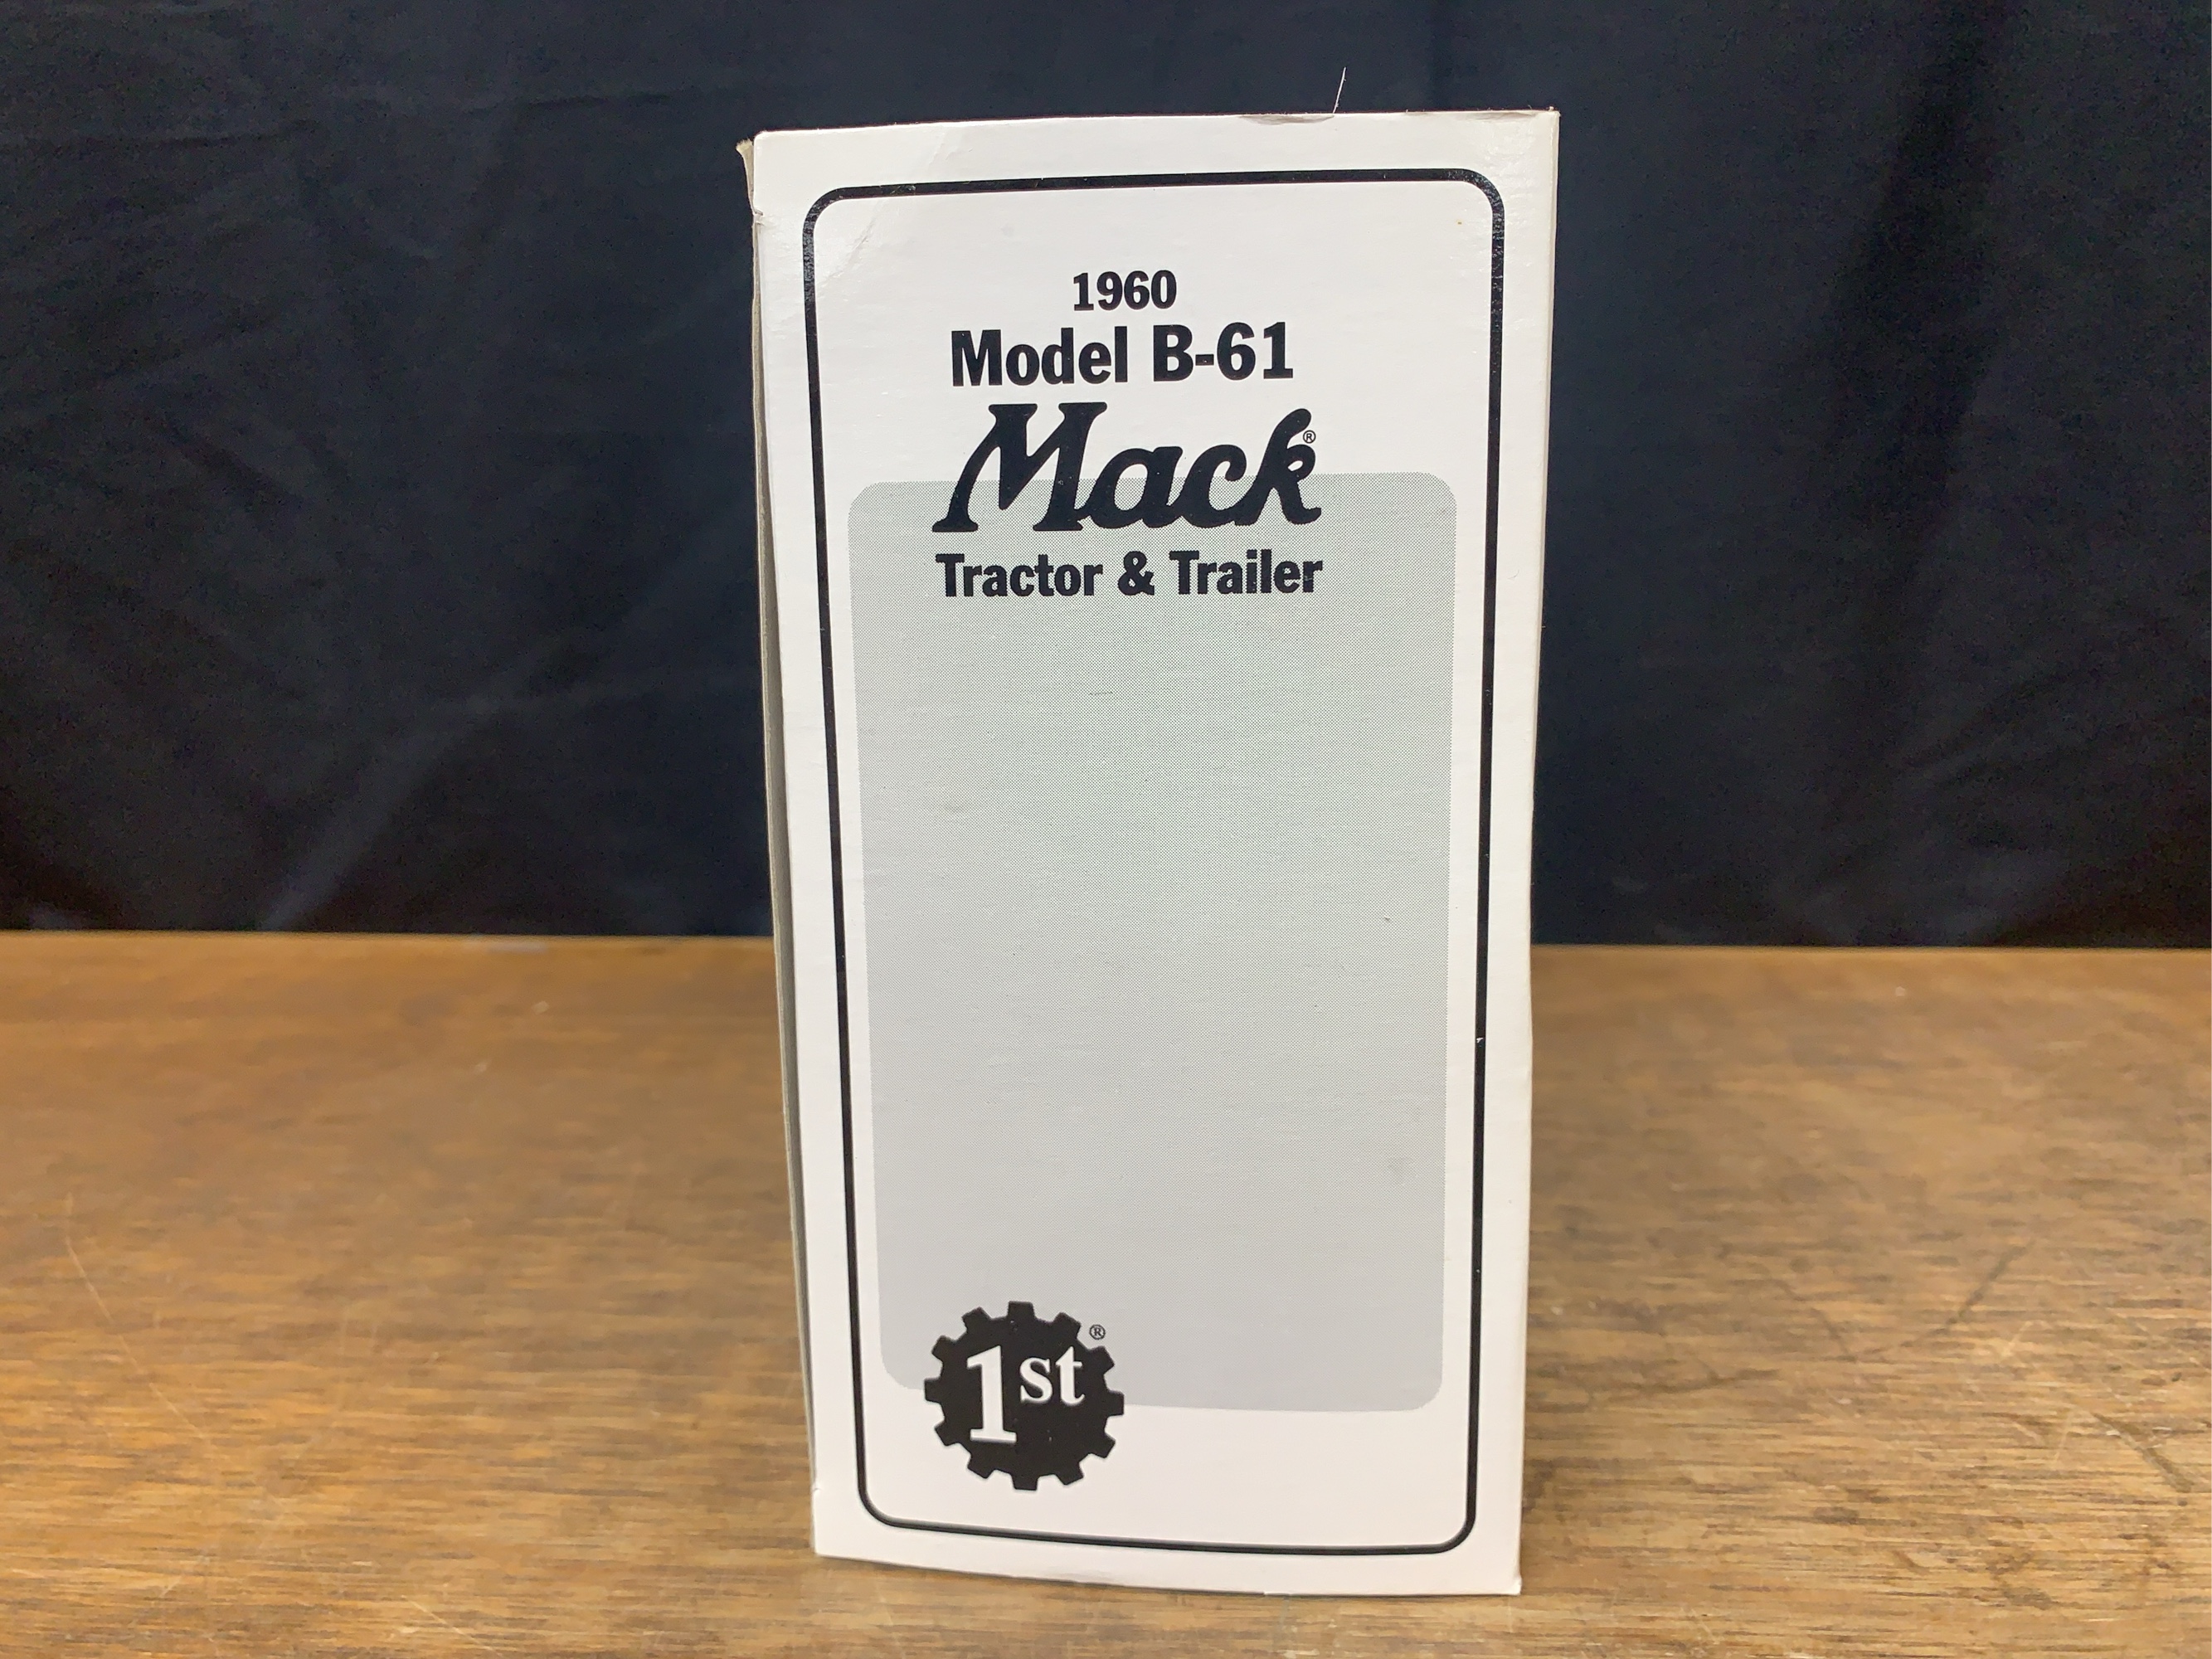 1960
Model B-61
Mack®
Tractor & Trailer
1st®